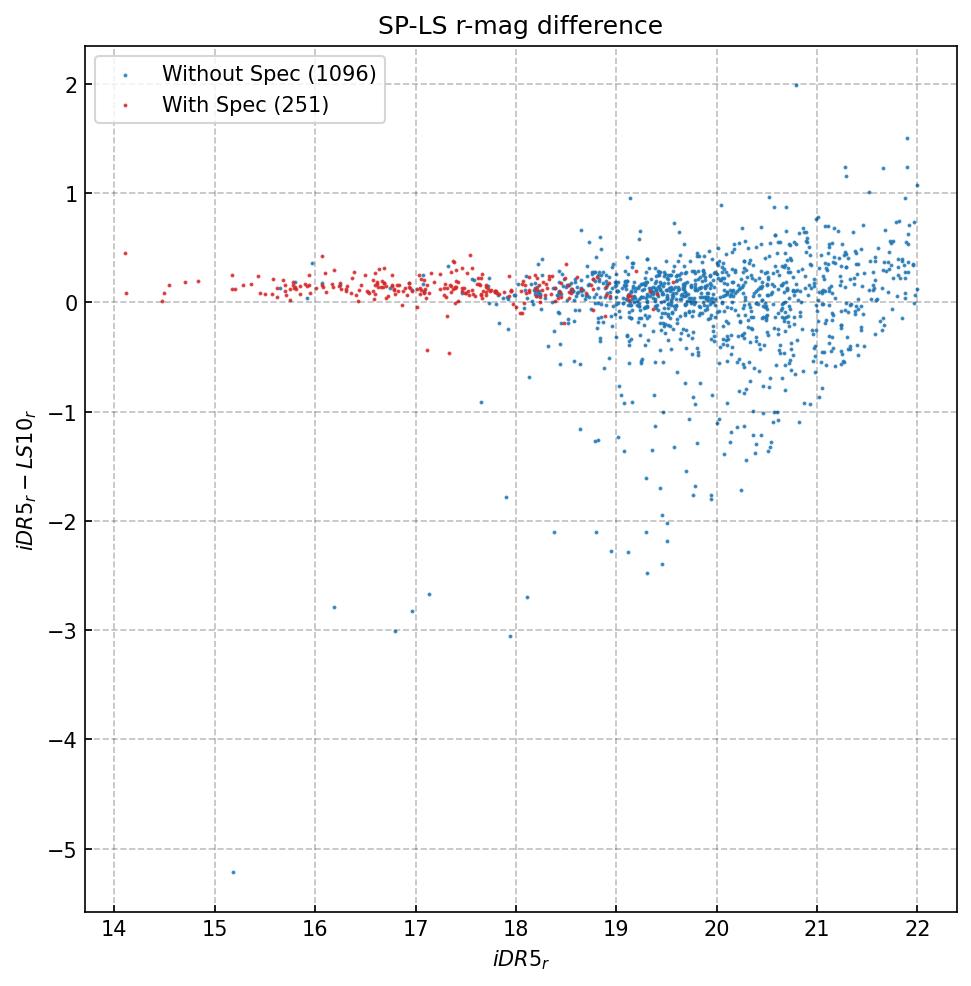 SP-LS r-mag difference
Without Spec (1096)
With Spec (251)
2
1
0
−1
−2
−3
−4
−5
iDR5r − LS10r
14 15 16 17 18 19 20 21 22
iDR5r